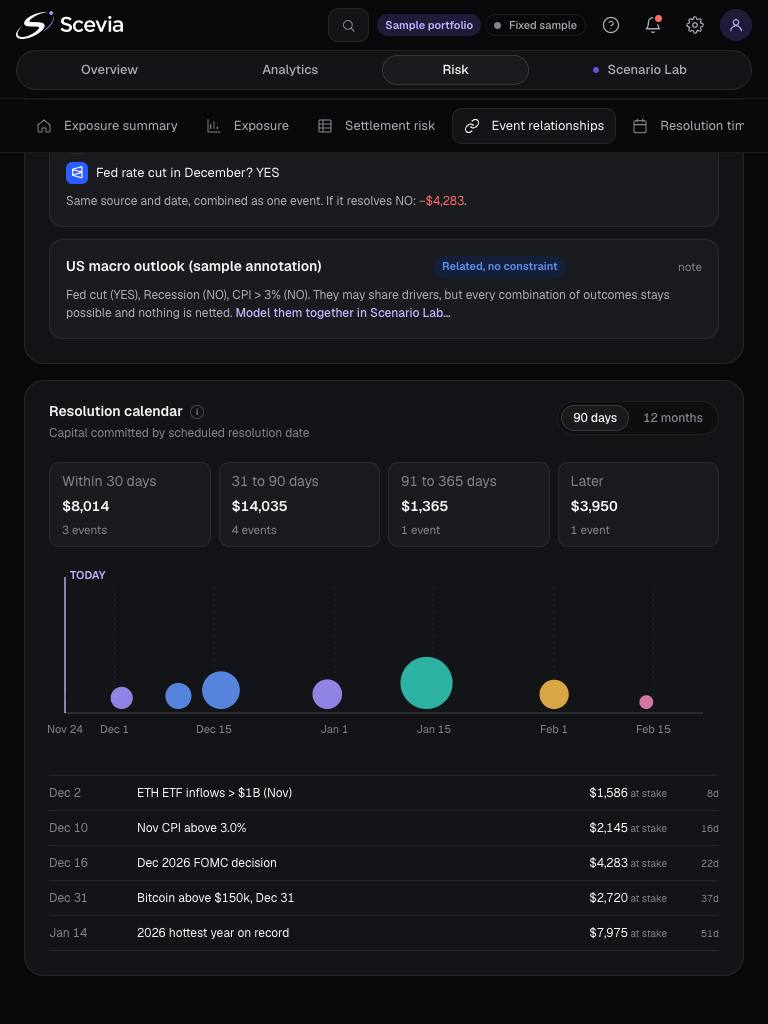 Scevia
Sample portfolio
Fixed sample
Overview
Analytics
Risk
Scenario Lab
Exposure summary
Exposure
Settlement risk
Event relationships
Resolution tim
Fed rate cut in December? YES
Same source and date, combined as one event. If it resolves NO: −$4,283.
US macro outlook (sample annotation)
Related, no constraint
note
Fed cut (YES), Recession (NO), CPI > 3% (NO). They may share drivers, but every combination of outcomes stays
possible and nothing is netted. Model them together in Scenario Lab…
Resolution calendar
Capital committed by scheduled resolution date
90 days
12 months
Within 30 days
$8,014
3 events
31 to 90 days
$14,035
4 events
91 to 365 days
$1,365
1 event
Later
$3,950
1 event
TODAY
Nov 24
Dec 1
Dec 15
Jan 1
Jan 15
Feb 1
Feb 15
Dec 2 ETH ETF inflows > $1B (Nov) $1,586 at stake 8d
Dec 10 Nov CPI above 3.0% $2,145 at stake 16d
Dec 16 Dec 2026 FOMC decision $4,283 at stake 22d
Dec 31 Bitcoin above $150k, Dec 31 $2,720 at stake 37d
Jan 14 2026 hottest year on record $7,975 at stake 51d